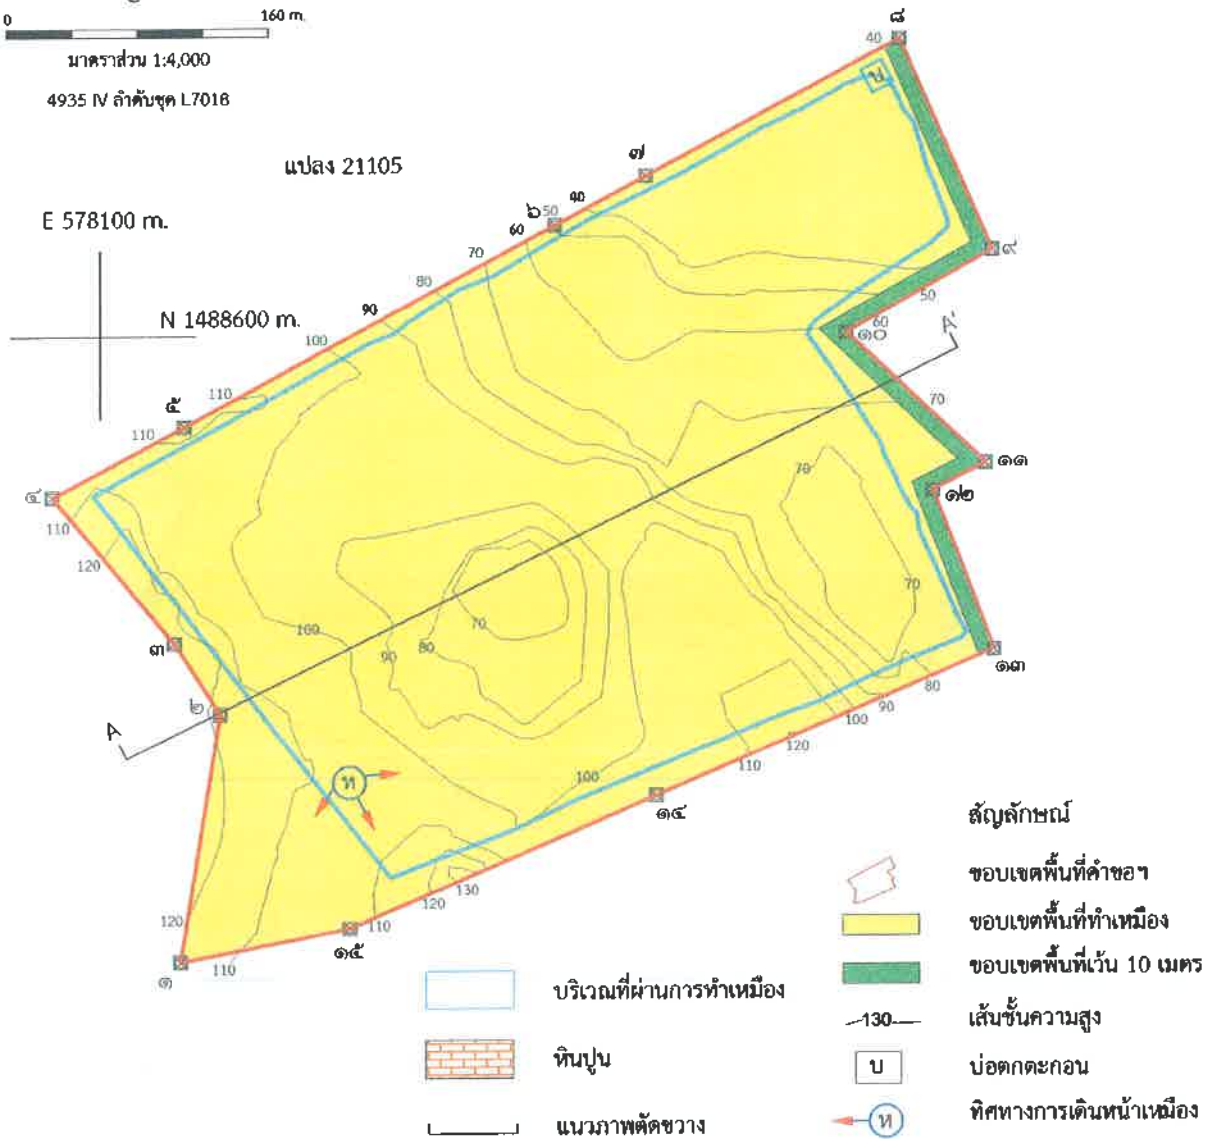 0 160 m.
มาตราส่วน 1:4,000
4935 IV ลำดับชุด L7018
แปลง 21105
E 578100 m.
N 1488600 m.
๘
40
บ
๗
40
50
๖
60
70
80
90
100
110
๕
110
๔
110
120
๓
๒
A
๙
50
60
๑๐
A'
70
๑๑
70
๑๒
70
๑๓
80
90
100
120
110
100
90
80
70
100
๑๔
ห
130
120
110
๑๕
120
110
๑
สัญลักษณ์
ขอบเขตพื้นที่คำขอฯ
ขอบเขตพื้นที่ทำเหมือง
ขอบเขตพื้นที่เว้น 10 เมตร
130 เส้นชั้นความสูง
บ บ่อตกตะกอน
ห ทิศทางการเดินหน้าเหมือง
บริเวณที่ผ่านการทำเหมือง
หินปูน
แนวภาพตัดขวาง